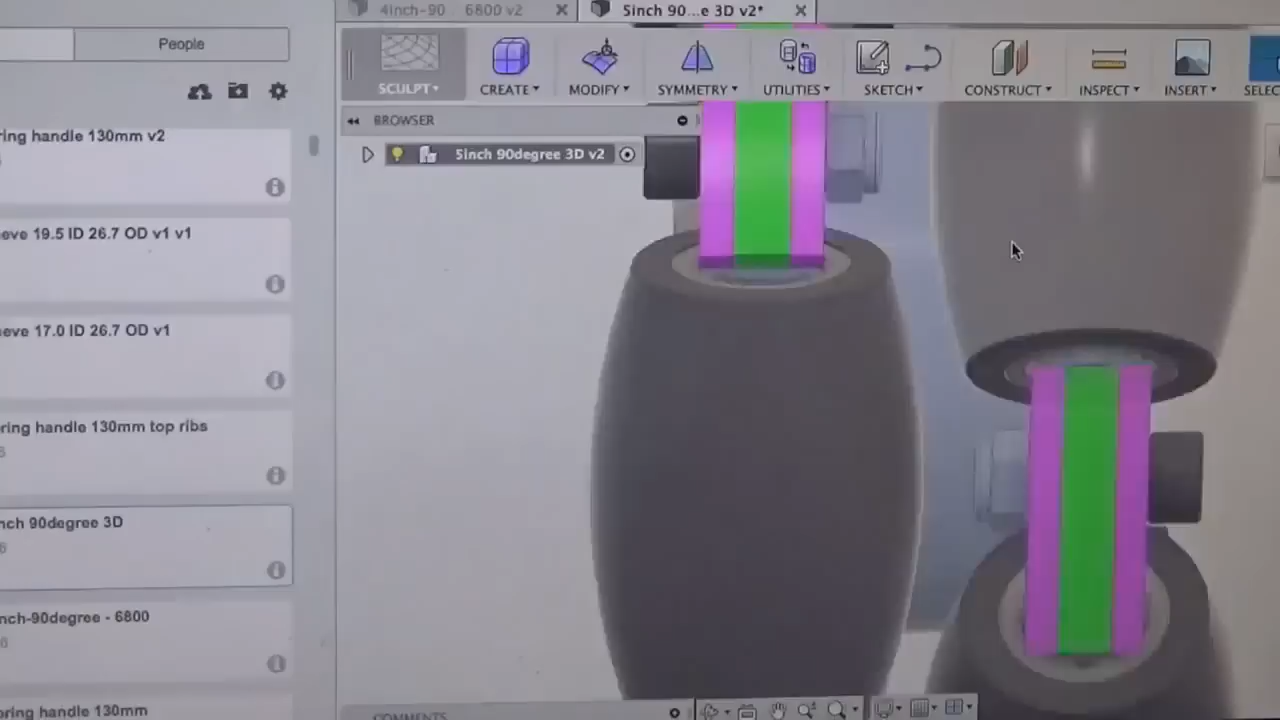 4inch-90 6800 v2
5inch 90...e 3D v2*
People
SCULPT
CREATE
MODIFY
SYMMETRY
UTILITIES
SKETCH
CONSTRUCT
INSPECT
INSERT
SELEC
BROWSER
5inch 90degree 3D v2
ring handle 130mm v2
eve 19.5 ID 26.7 OD v1 v1
eve 17.0 ID 26.7 OD v1
ring handle 130mm top ribs
nch 90degree 3D
nch-90degree - 6800
oring handle 130mm
COMMENTS